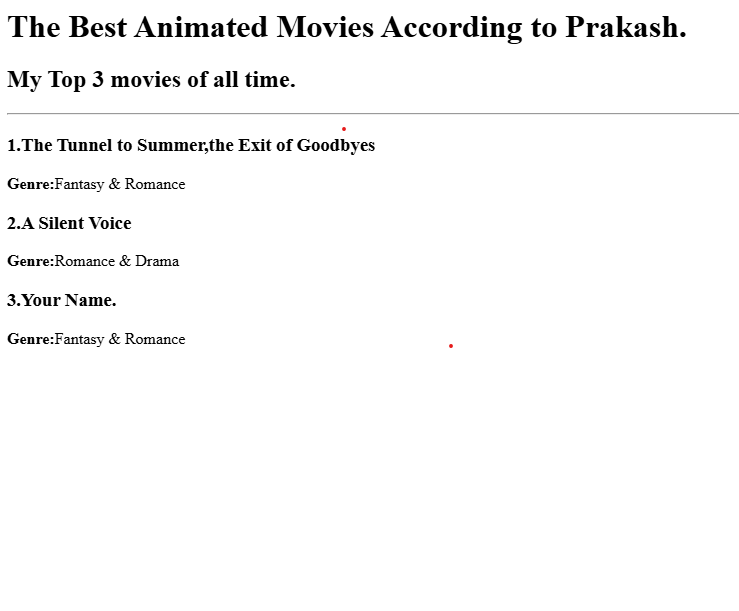 The Best Animated Movies According to Prakash.
My Top 3 movies of all time.
1.The Tunnel to Summer,the Exit of Goodbyes
Genre:Fantasy & Romance
2.A Silent Voice
Genre:Romance & Drama
3.Your Name.
Genre:Fantasy & Romance